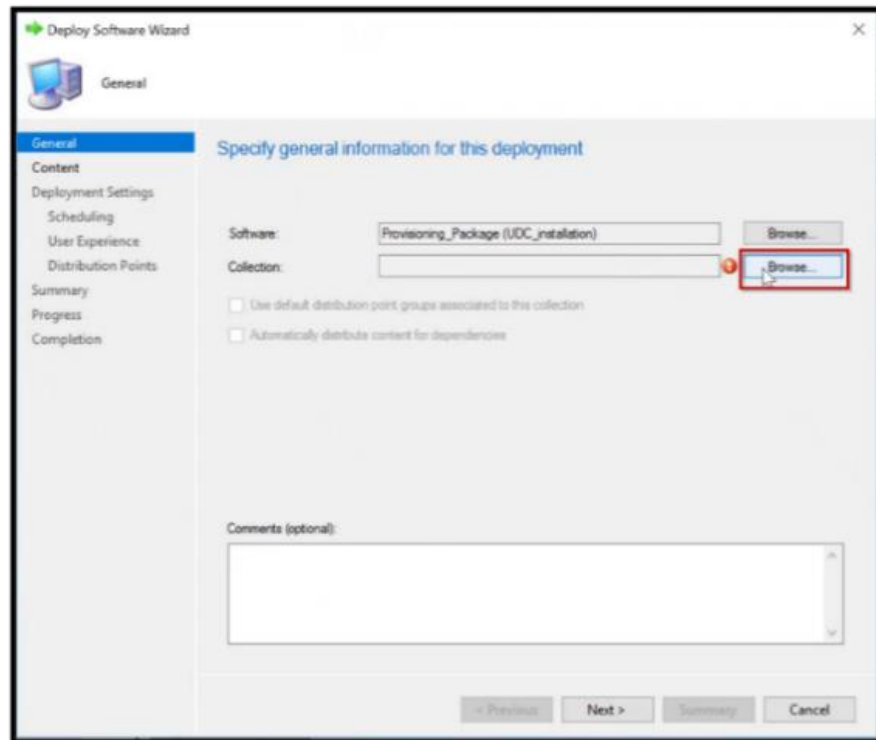 Deploy Software Wizard
General
General
Content
Deployment Settings
Scheduling
User Experience
Distribution Points
Summary
Progress
Completion
Specify general information for this deployment
Software: Provisioning_Package (UDC_installation) Browse...
Collection: Browse...
Use default distribution point groups associated to this collection
Automatically distribute content for dependencies
Comments (optional):
< Previous Next > Summary Cancel